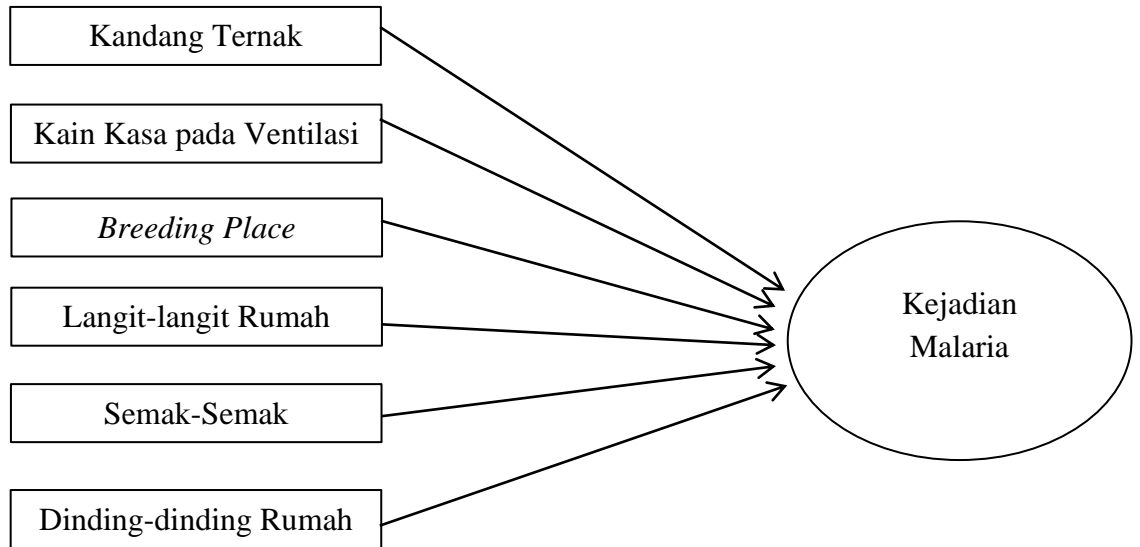 Kandang Ternak
Kain Kasa pada Ventilasi
Breeding Place
Langit-langit Rumah
Semak-Semak
Dinding-dinding Rumah
Kejadian
Malaria